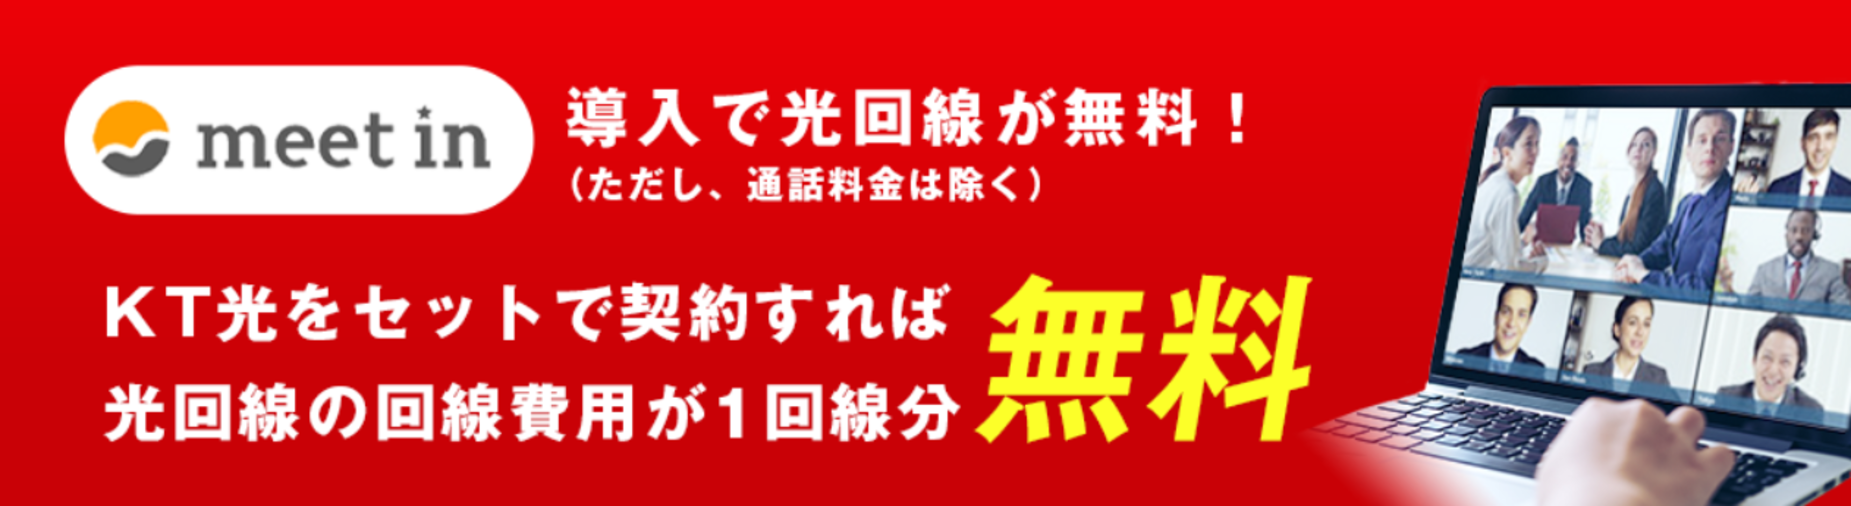 meet in
導入で光回線が無料！
（ただし、通話料金は除く）
KT光をセットで契約すれば
光回線の回線費用が1回線分
無料